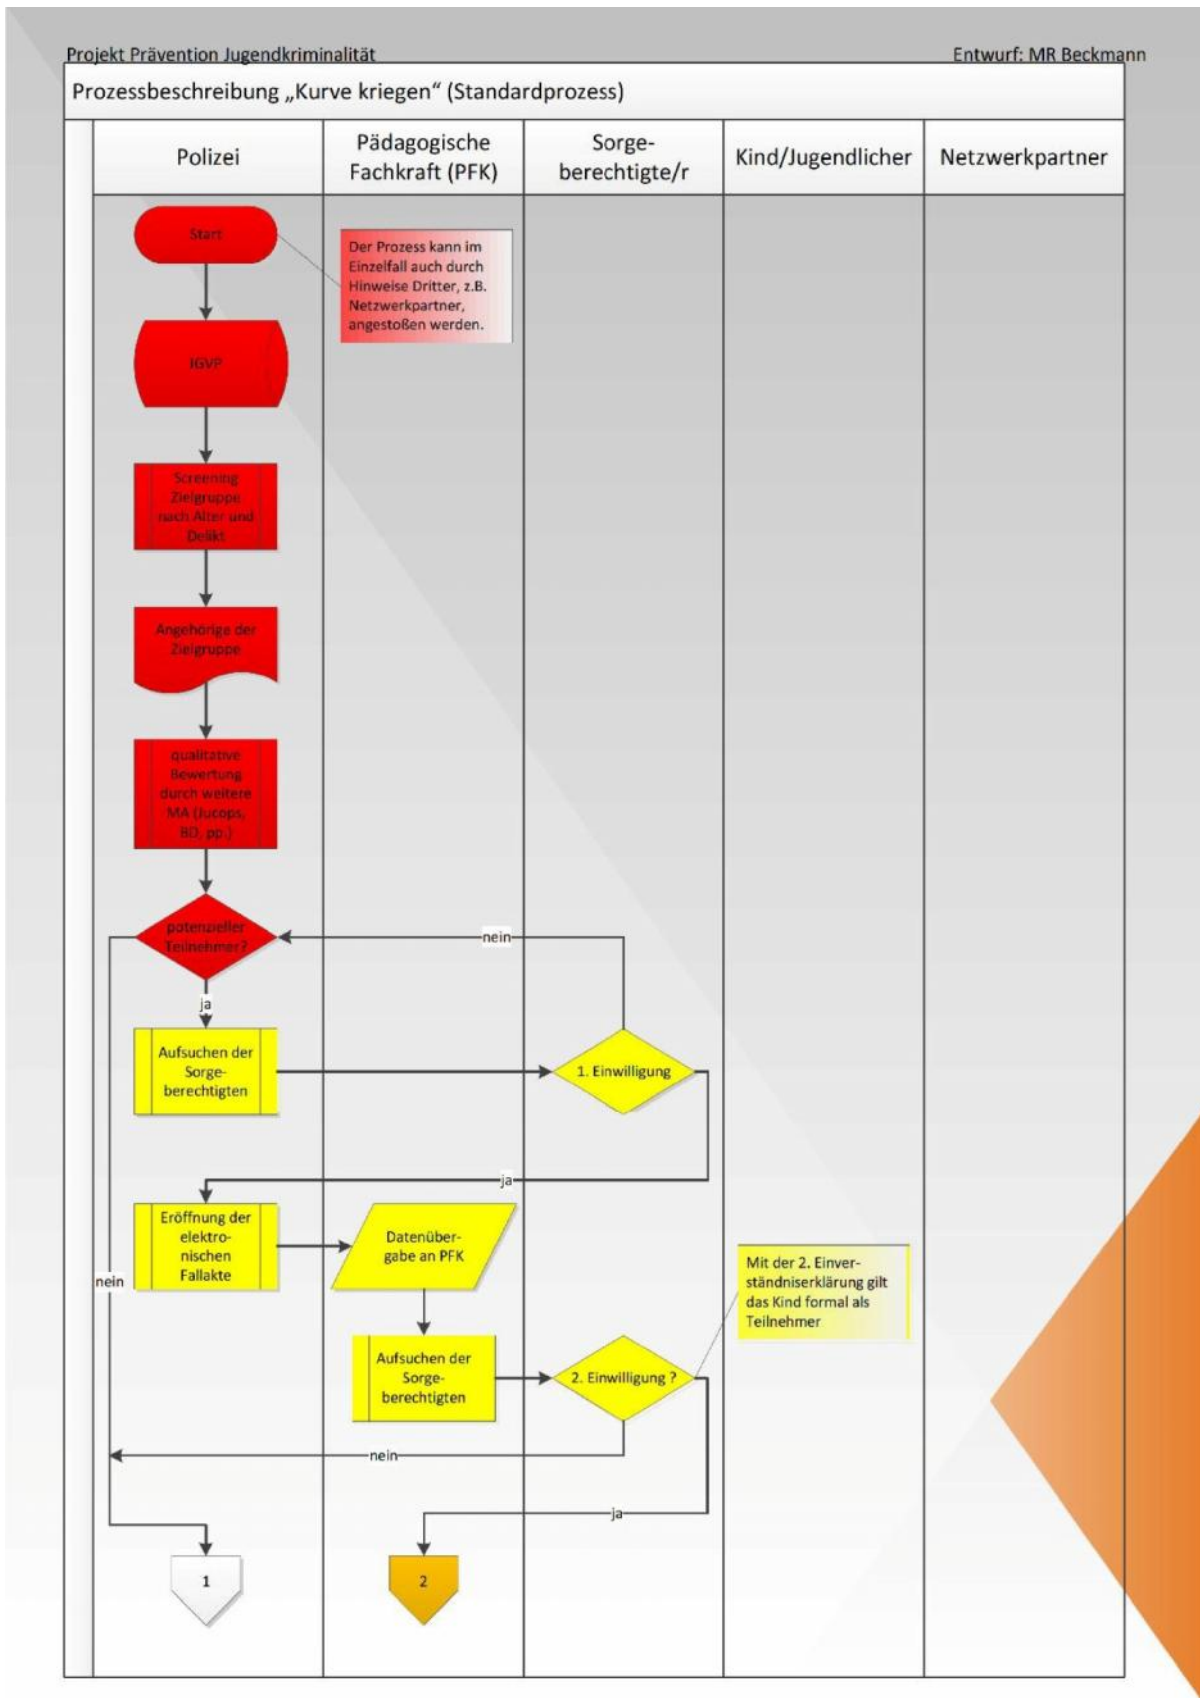 Projekt Prävention Jugendkriminalität
Entwurf: MR Beckmann
Prozessbeschreibung „Kurve kriegen“ (Standardprozess)
Polizei
Pädagogische
Fachkraft (PFK)
Sorge-
berechtigte/r
Kind/Jugendlicher
Netzwerkpartner
Start
Der Prozess kann im
Einzelfall auch durch
Hinweise Dritter, z.B.
Netzwerkpartner,
angestoßen werden.
IGVP
Screening
Zielgruppe
nach Alter und
Delikt
Angehörige der
Zielgruppe
qualitative
Bewertung
durch weitere
MA (Jucops,
BD, pp.)
potenzieller
Teilnehmer?
nein
ja
Aufsuchen der
Sorge-
berechtigten
1. Einwilligung
ja
Eröffnung der
elektro-
nischen
Fallakte
Datenüber-
gabe an PFK
nein
Mit der 2. Einver-
ständniserklärung gilt
das Kind formal als
Teilnehmer
Aufsuchen der
Sorge-
berechtigten
2. Einwilligung ?
nein
ja
1
2